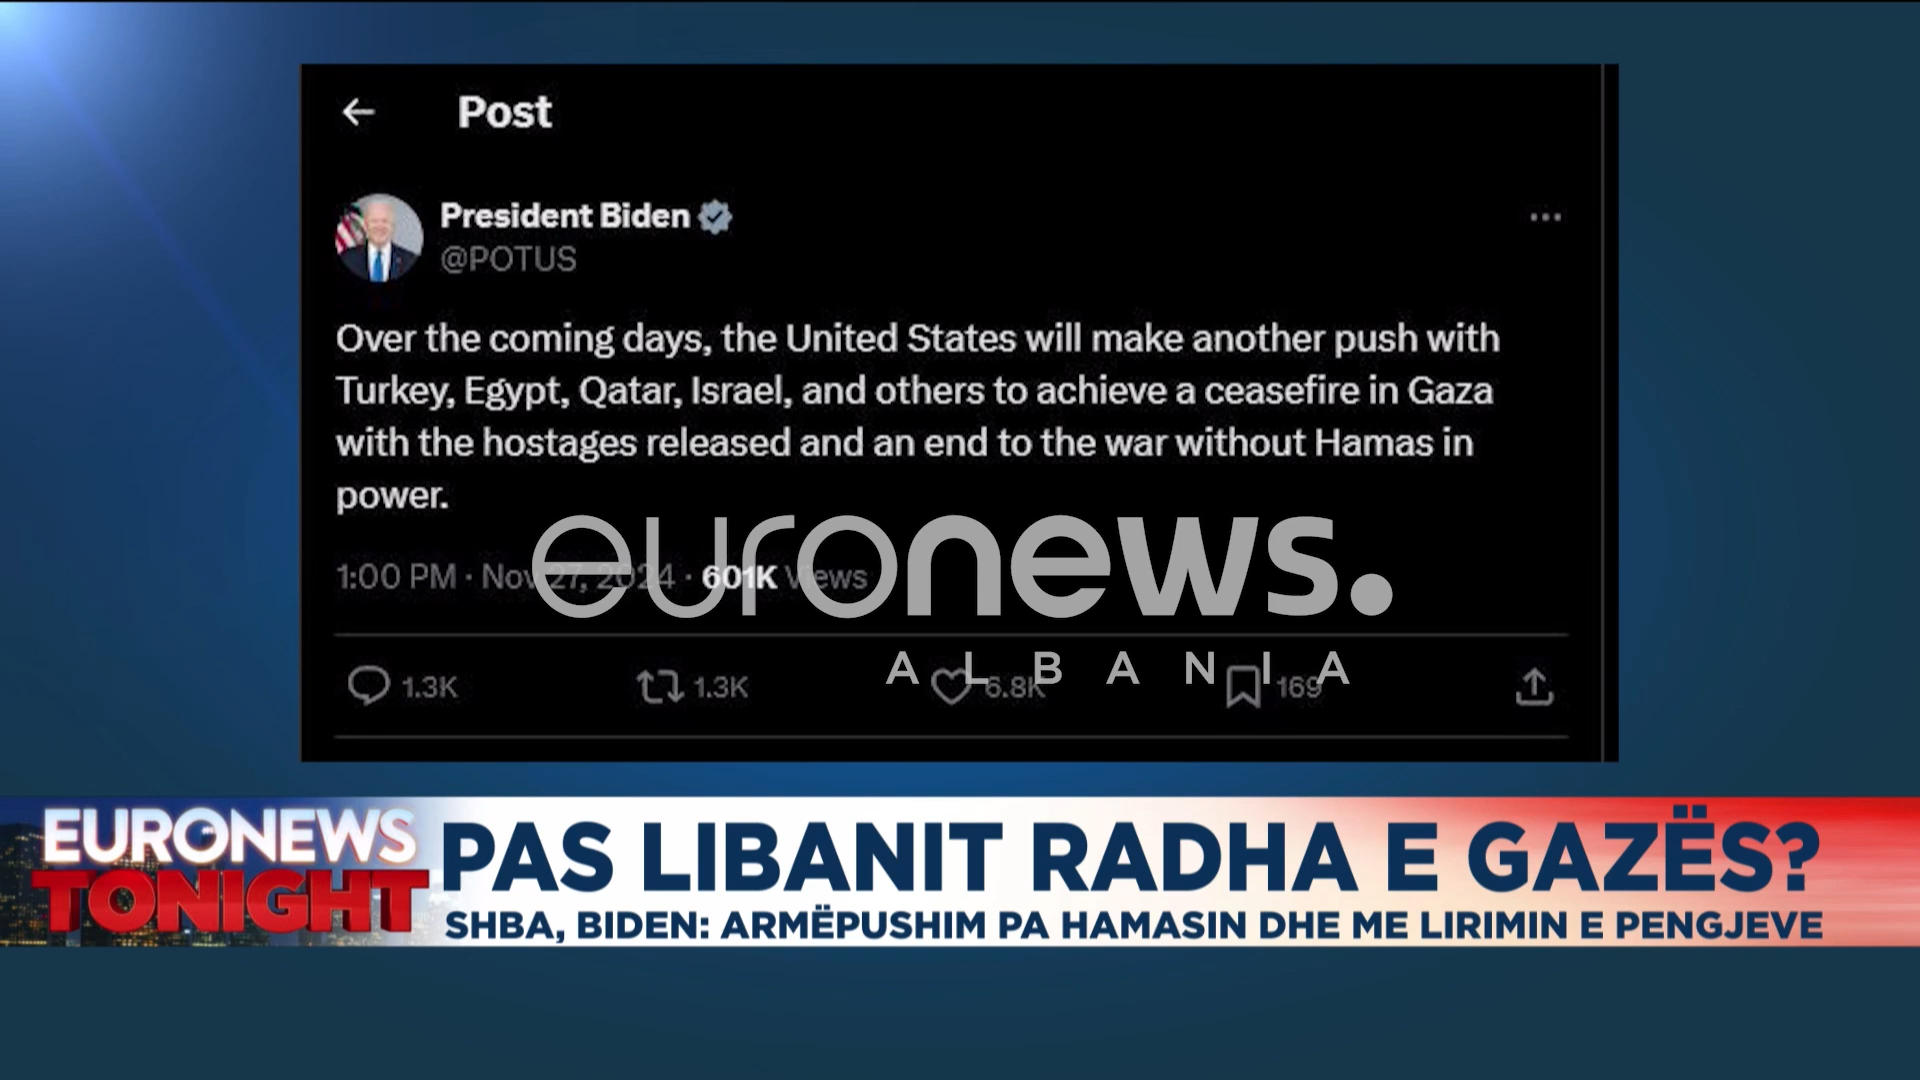 Post
President Biden
@POTUS
Over the coming days, the United States will make another push with
Turkey, Egypt, Qatar, Israel, and others to achieve a ceasefire in Gaza
with the hostages released and an end to the war without Hamas in
power.
euronews.
ALBANIA
1:00 PM · Nov 27, 2024 · 601K Views
1.3K 1.3K 6.8K 169
EURONEWS
TONIGHT
PAS LIBANIT RADHA E GAZËS?
SHBA, BIDEN: ARMËPUSHIM PA HAMASIN DHE ME LIRIMIN E PENGJEVE